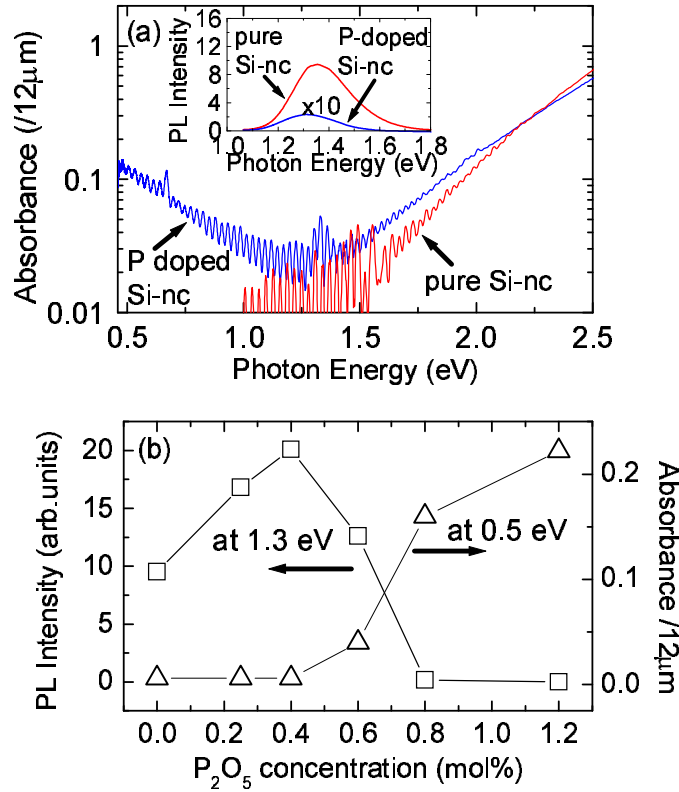 (a)
pure
Si-nc
P-doped
Si-nc
x10
16
12
8
4
0
PL Intensity
1.0 1.2 1.4 1.6 1.8
Photon Energy (eV)
1
0.1
0.01
Absorbance (/12μm)
P doped
Si-nc
pure Si-nc
0.5 1.0 1.5 2.0 2.5
Photon Energy (eV)
(b)
20
15
10
5
0
PL Intensity (arb.units)
at 1.3 eV
at 0.5 eV
0.2
0.1
0.0
Absorbance /12μm
0.0 0.2 0.4 0.6 0.8 1.0 1.2
P₂O₅ concentration (mol%)